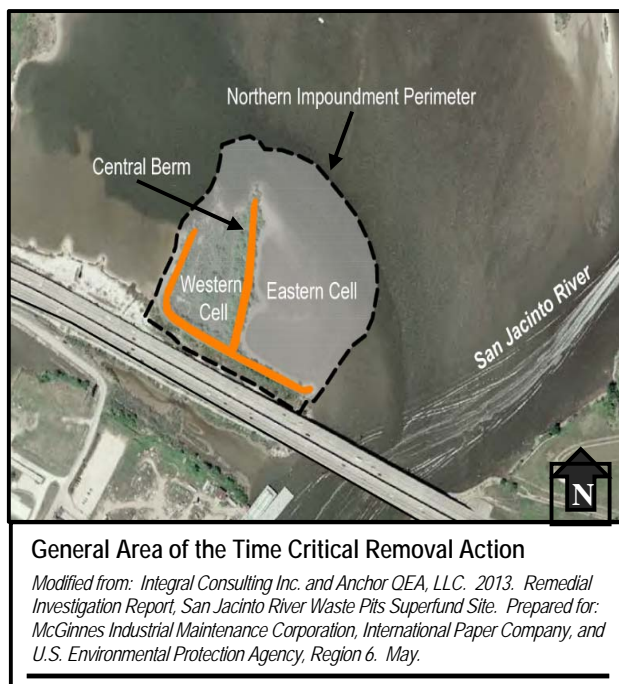 Northern Impoundment Perimeter
Central Berm
Western
Cell
Eastern Cell
San Jacinto River
N
General Area of the Time Critical Removal Action
Modified from: Integral Consulting Inc. and Anchor QEA, LLC. 2013. Remedial
Investigation Report, San Jacinto River Waste Pits Superfund Site. Prepared for:
McGinnes Industrial Maintenance Corporation, International Paper Company, and
U.S. Environmental Protection Agency, Region 6. May.